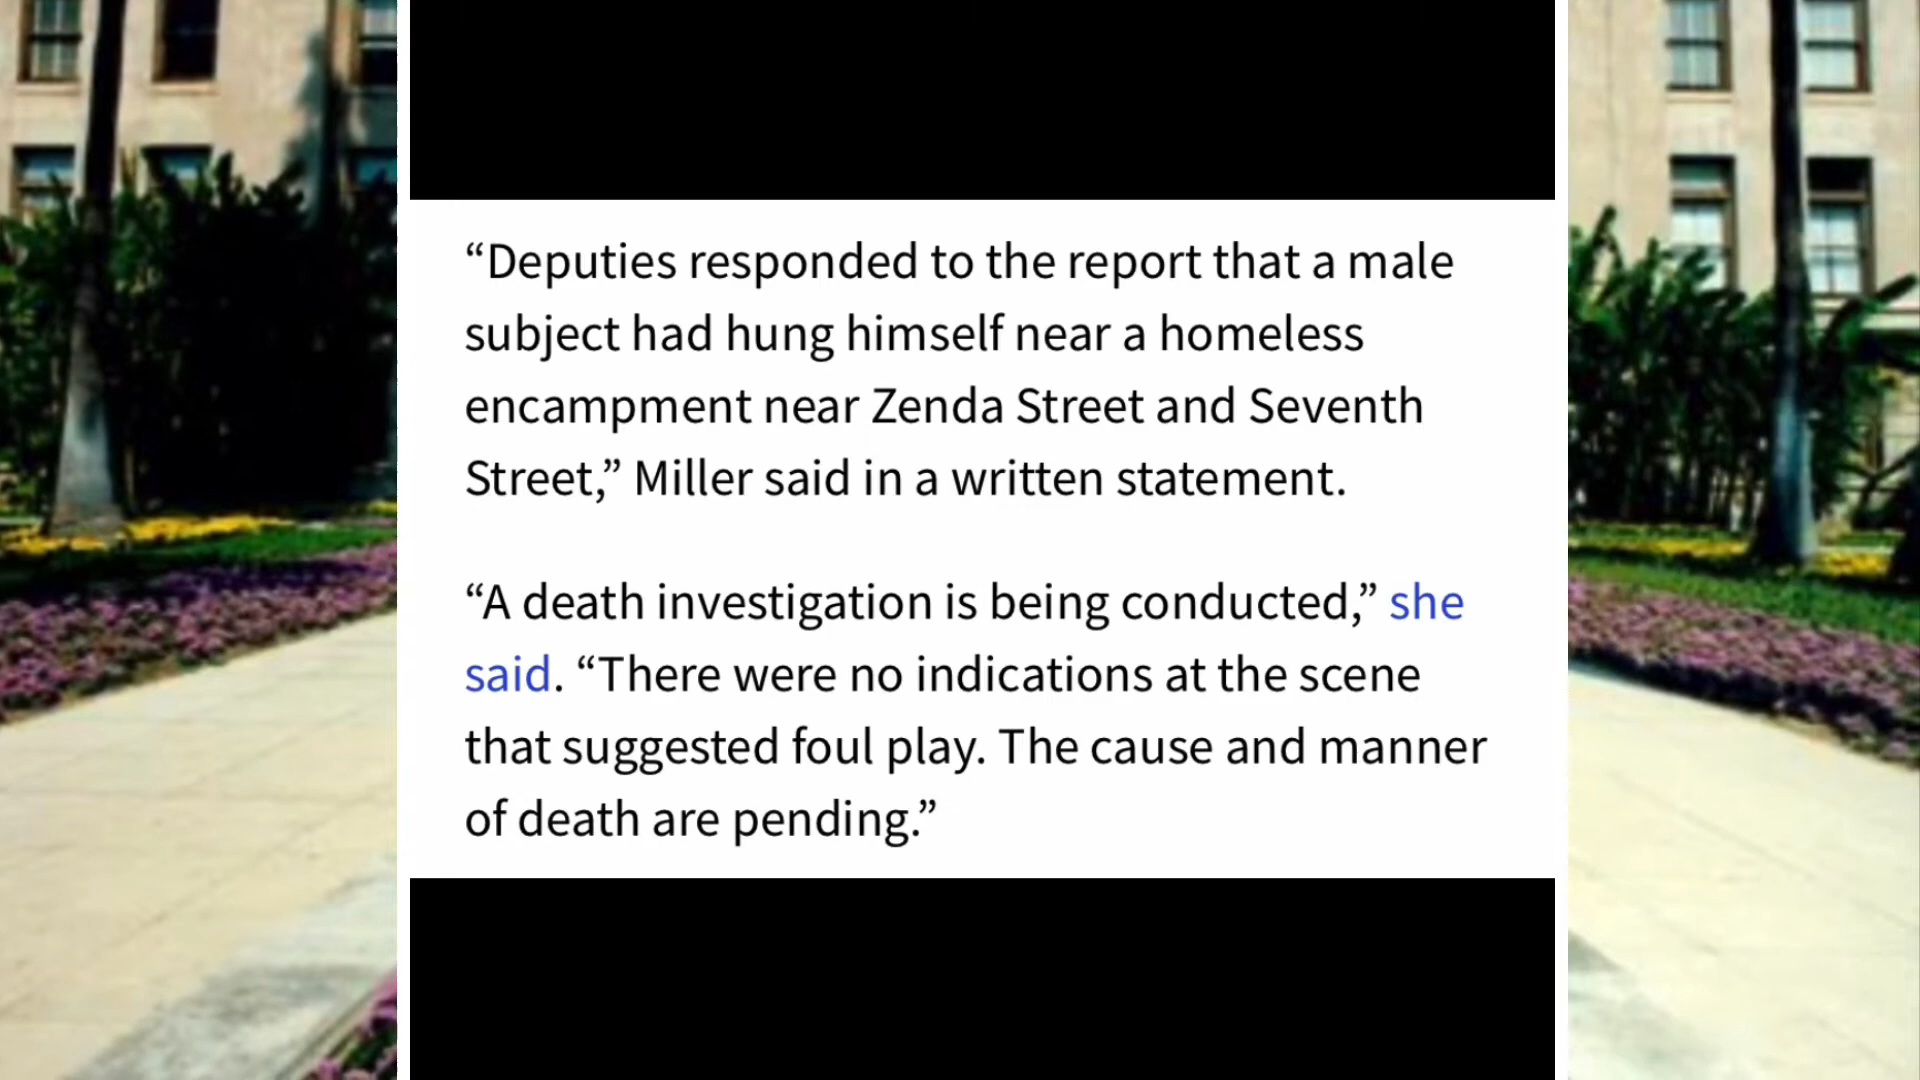 “Deputies responded to the report that a male
subject had hung himself near a homeless
encampment near Zenda Street and Seventh
Street,” Miller said in a written statement.
“A death investigation is being conducted,” she
said. “There were no indications at the scene
that suggested foul play. The cause and manner
of death are pending.”